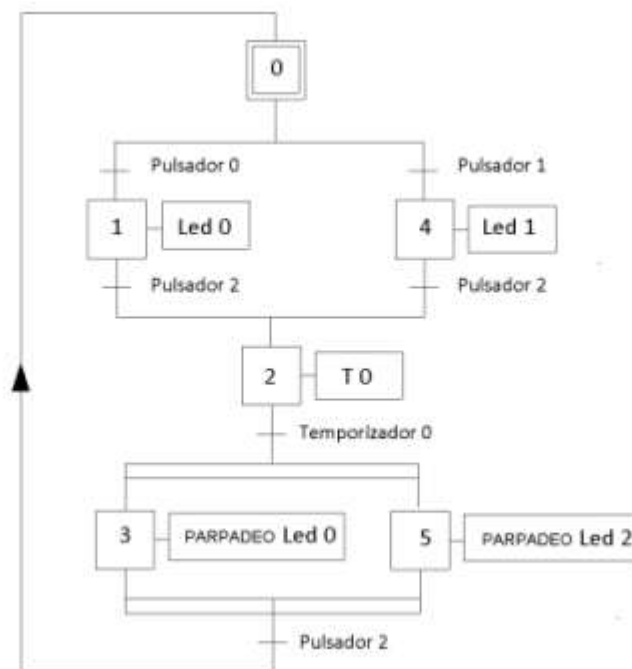 0
Pulsador 0
Pulsador 1
1
Led 0
4
Led 1
Pulsador 2
Pulsador 2
2
T 0
Temporizador 0
3
PARPADEO Led 0
5
PARPADEO Led 2
Pulsador 2